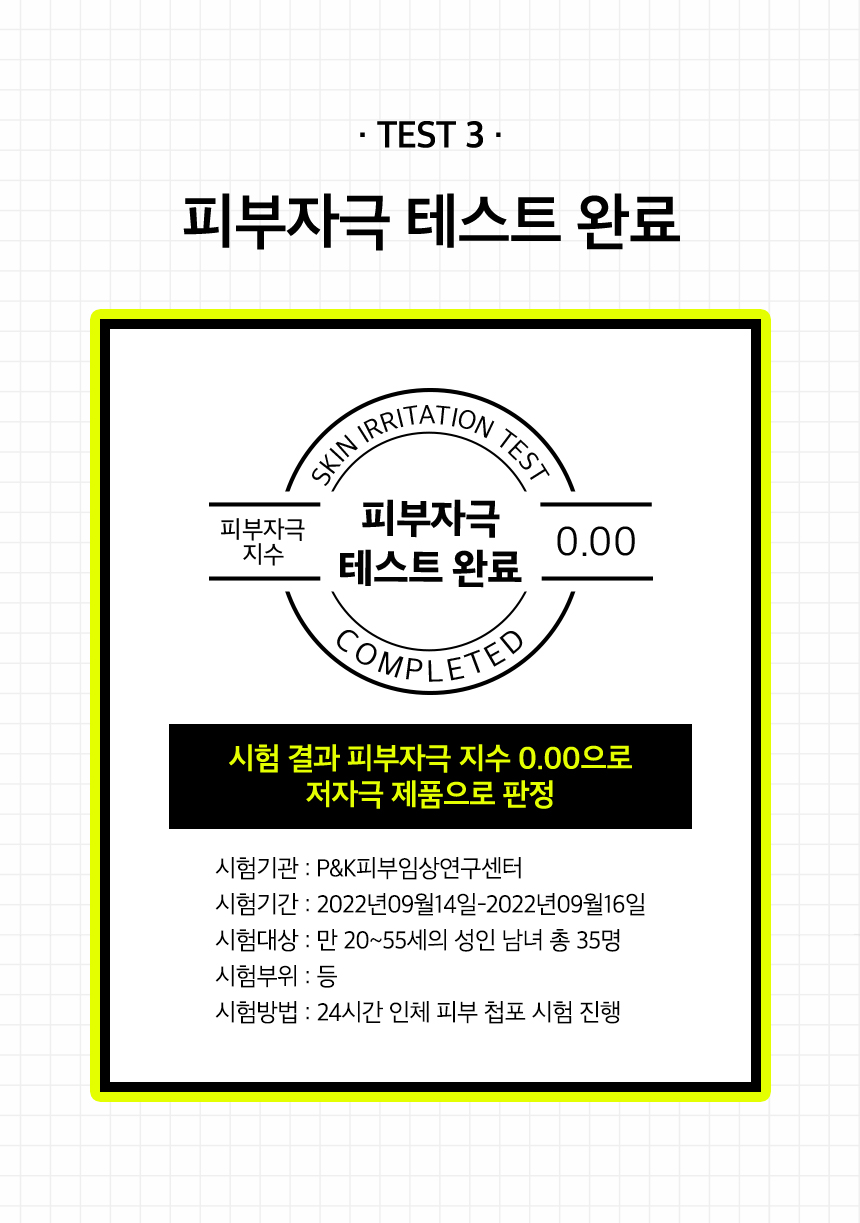 · TEST 3 ·
피부자극 테스트 완료
SKIN IRRITATION TEST
피부자극
지수
피부자극
테스트 완료
0.00
COMPLETED
시험 결과 피부자극 지수 0.00으로
저자극 제품으로 판정
시험기관 : P&K피부임상연구센터
시험기간 : 2022년09월14일-2022년09월16일
시험대상 : 만 20~55세의 성인 남녀 총 35명
시험부위 : 등
시험방법 : 24시간 인체 피부 첩포 시험 진행